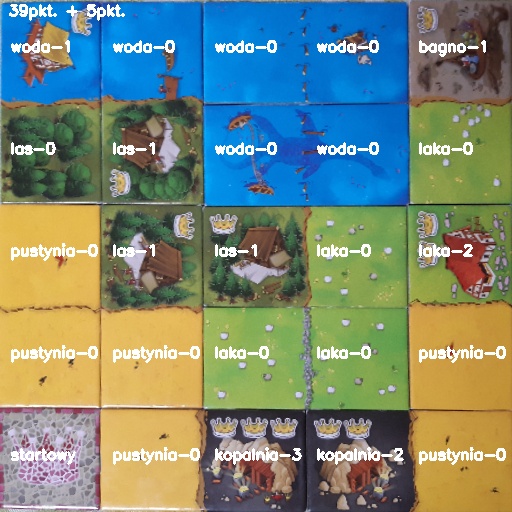 39pkt. + 5pkt.
woda-1 woda-0 woda-0 woda-0 bagno-1
las-0 las-1 woda-0 woda-0 laka-0
pustynia-0 las-1 las-1 laka-0 laka-2
pustynia-0 pustynia-0 laka-0 laka-0 pustynia-0
startowy pustynia-0 kopalnia-3 kopalnia-2 pustynia-0